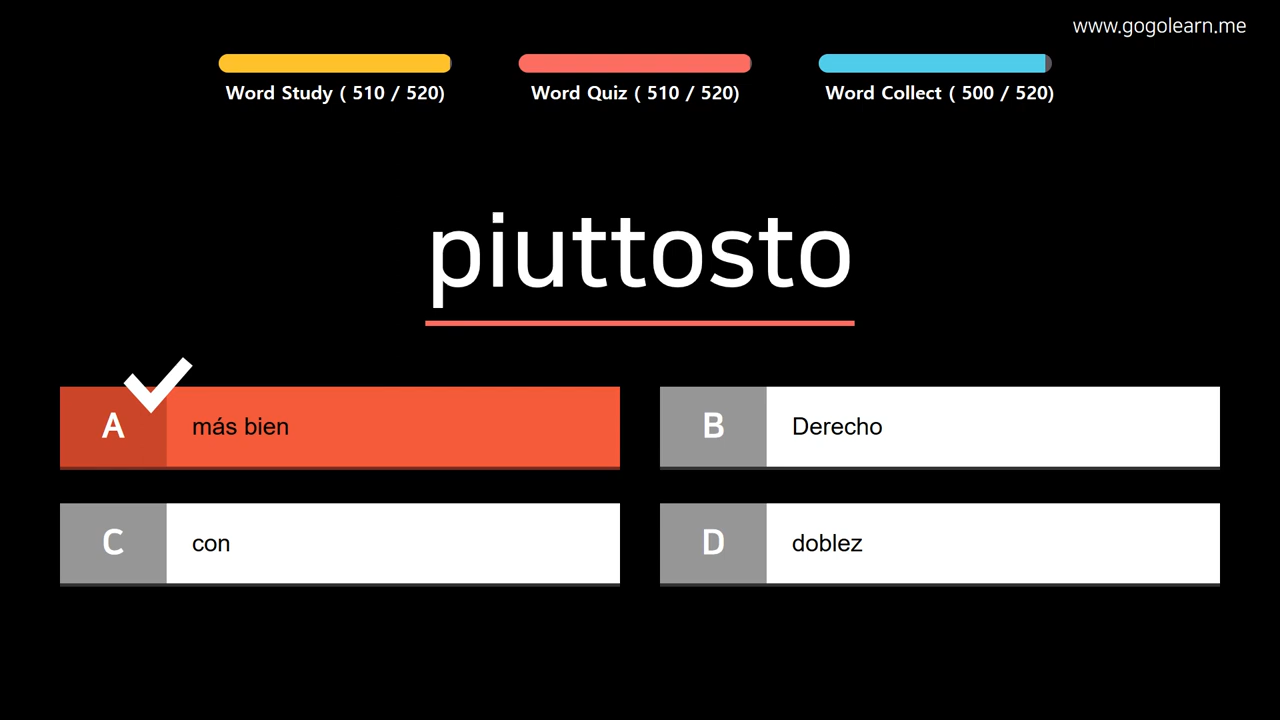 www.gogolearn.me
Word Study ( 510 / 520)
Word Quiz ( 510 / 520)
Word Collect ( 500 / 520)
piuttosto
A
más bien
B
Derecho
C
con
D
doblez